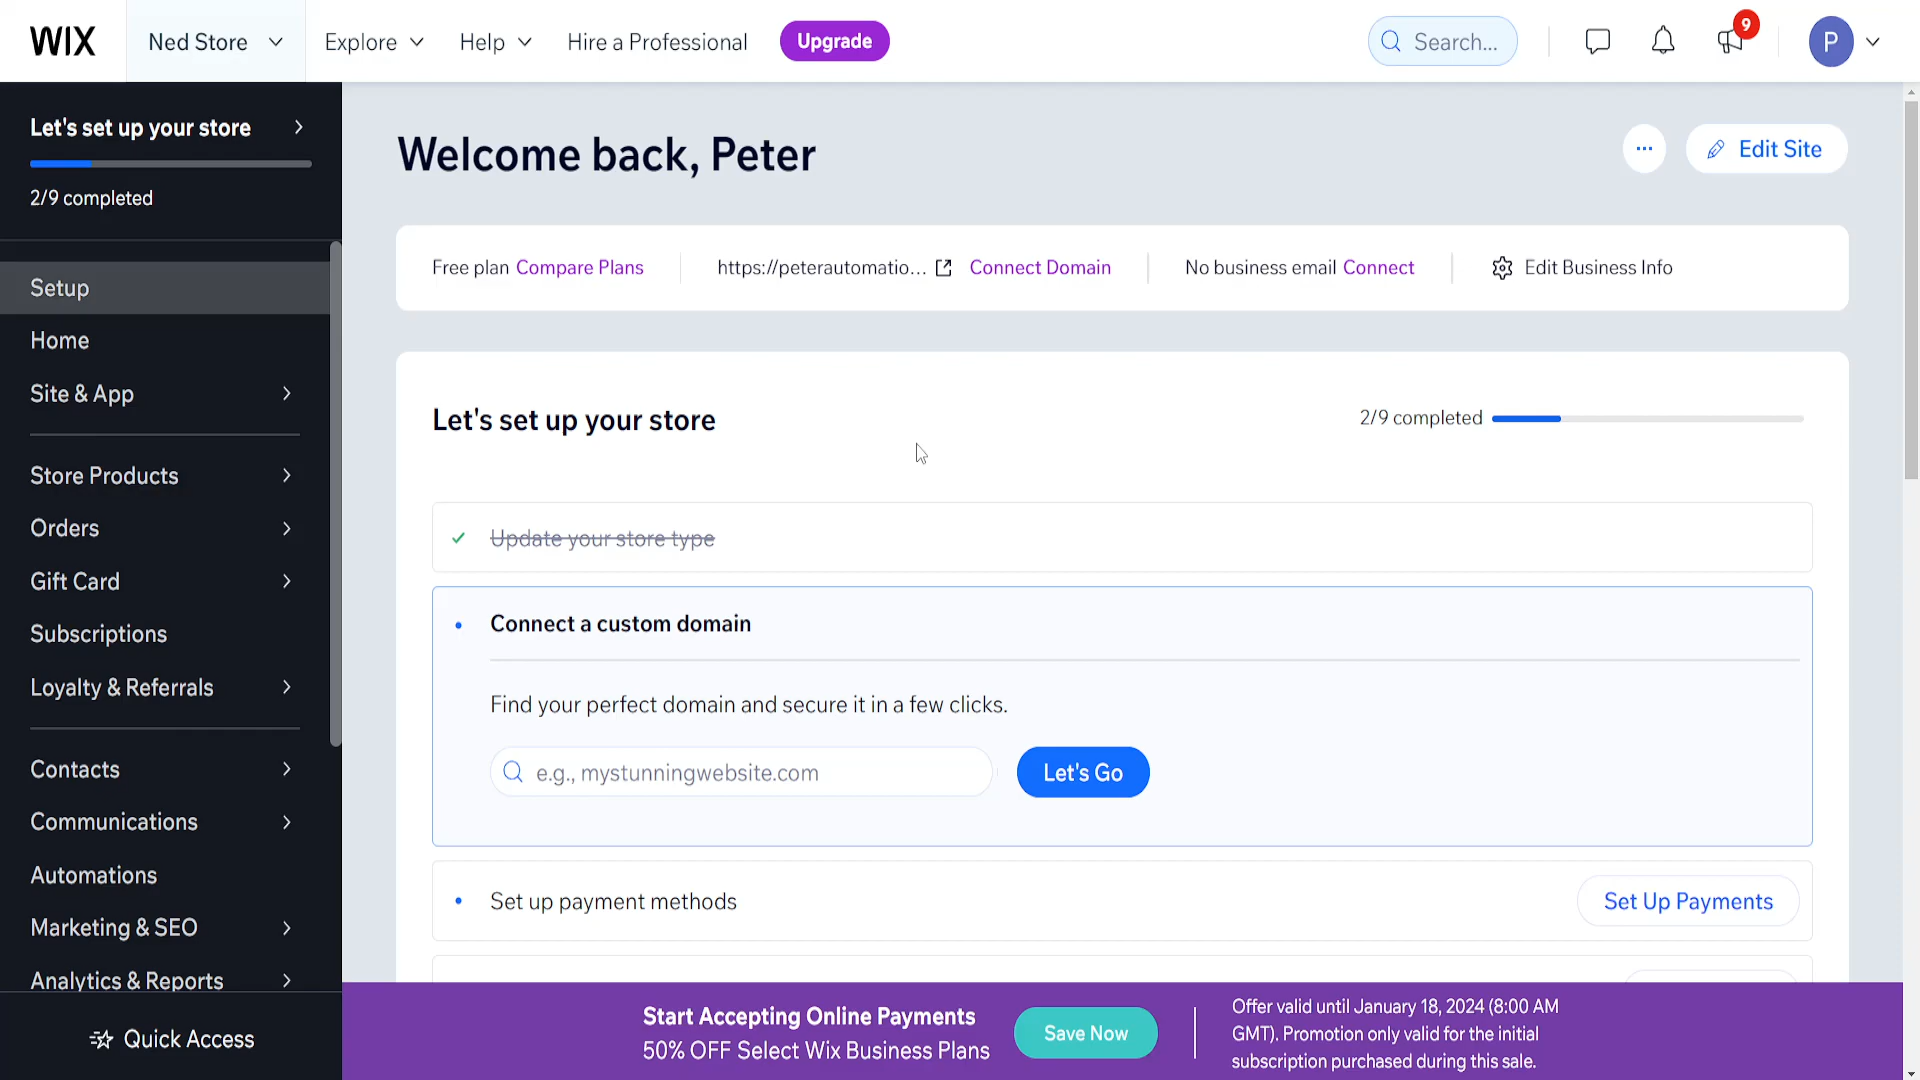 WIX
Ned Store
Explore
Help
Hire a Professional
Upgrade
Search...
9
P
Let's set up your store
2/9 completed
Setup
Home
Site & App
Store Products
Orders
Gift Card
Subscriptions
Loyalty & Referrals
Contacts
Communications
Automations
Marketing & SEO
Analytics & Reports
Quick Access
Welcome back, Peter
Edit Site
Free plan Compare Plans
https://peterautomatio... Connect Domain
No business email Connect
Edit Business Info
Let's set up your store
2/9 completed
Update your store type
Connect a custom domain
Find your perfect domain and secure it in a few clicks.
e.g., mystunningwebsite.com
Let's Go
Set up payment methods
Set Up Payments
Start Accepting Online Payments
50% OFF Select Wix Business Plans
Save Now
Offer valid until January 18, 2024 (8:00 AM
GMT). Promotion only valid for the initial
subscription purchased during this sale.